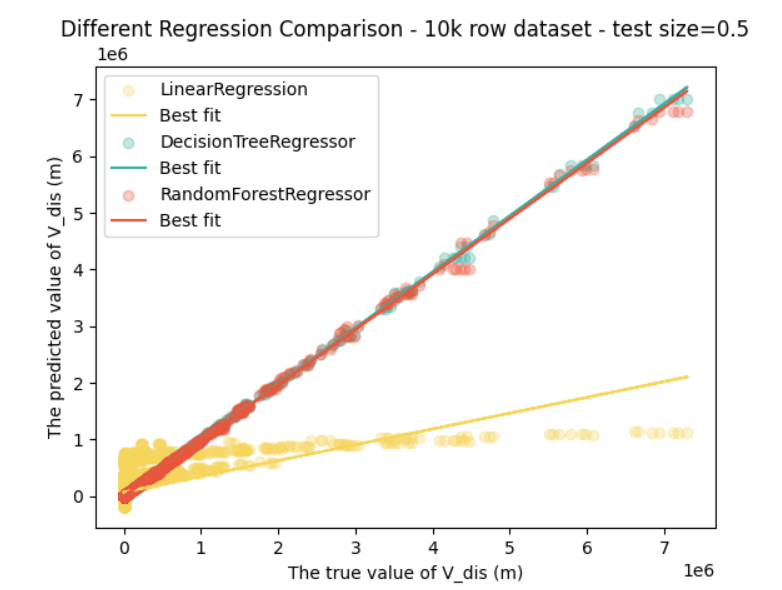 Different Regression Comparison - 10k row dataset - test size=0.5
1e6
LinearRegression
Best fit
DecisionTreeRegressor
Best fit
RandomForestRegressor
Best fit
The predicted value of V_dis (m)
7
6
5
4
3
2
1
0
0 1 2 3 4 5 6 7
1e6
The true value of V_dis (m)